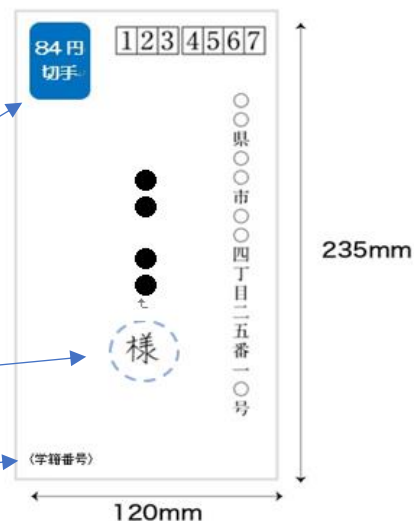 84円
切手
1234567
○○県○○市○○四丁目二五番一○号
●●　●●
様
〈学籍番号〉
235mm
120mm